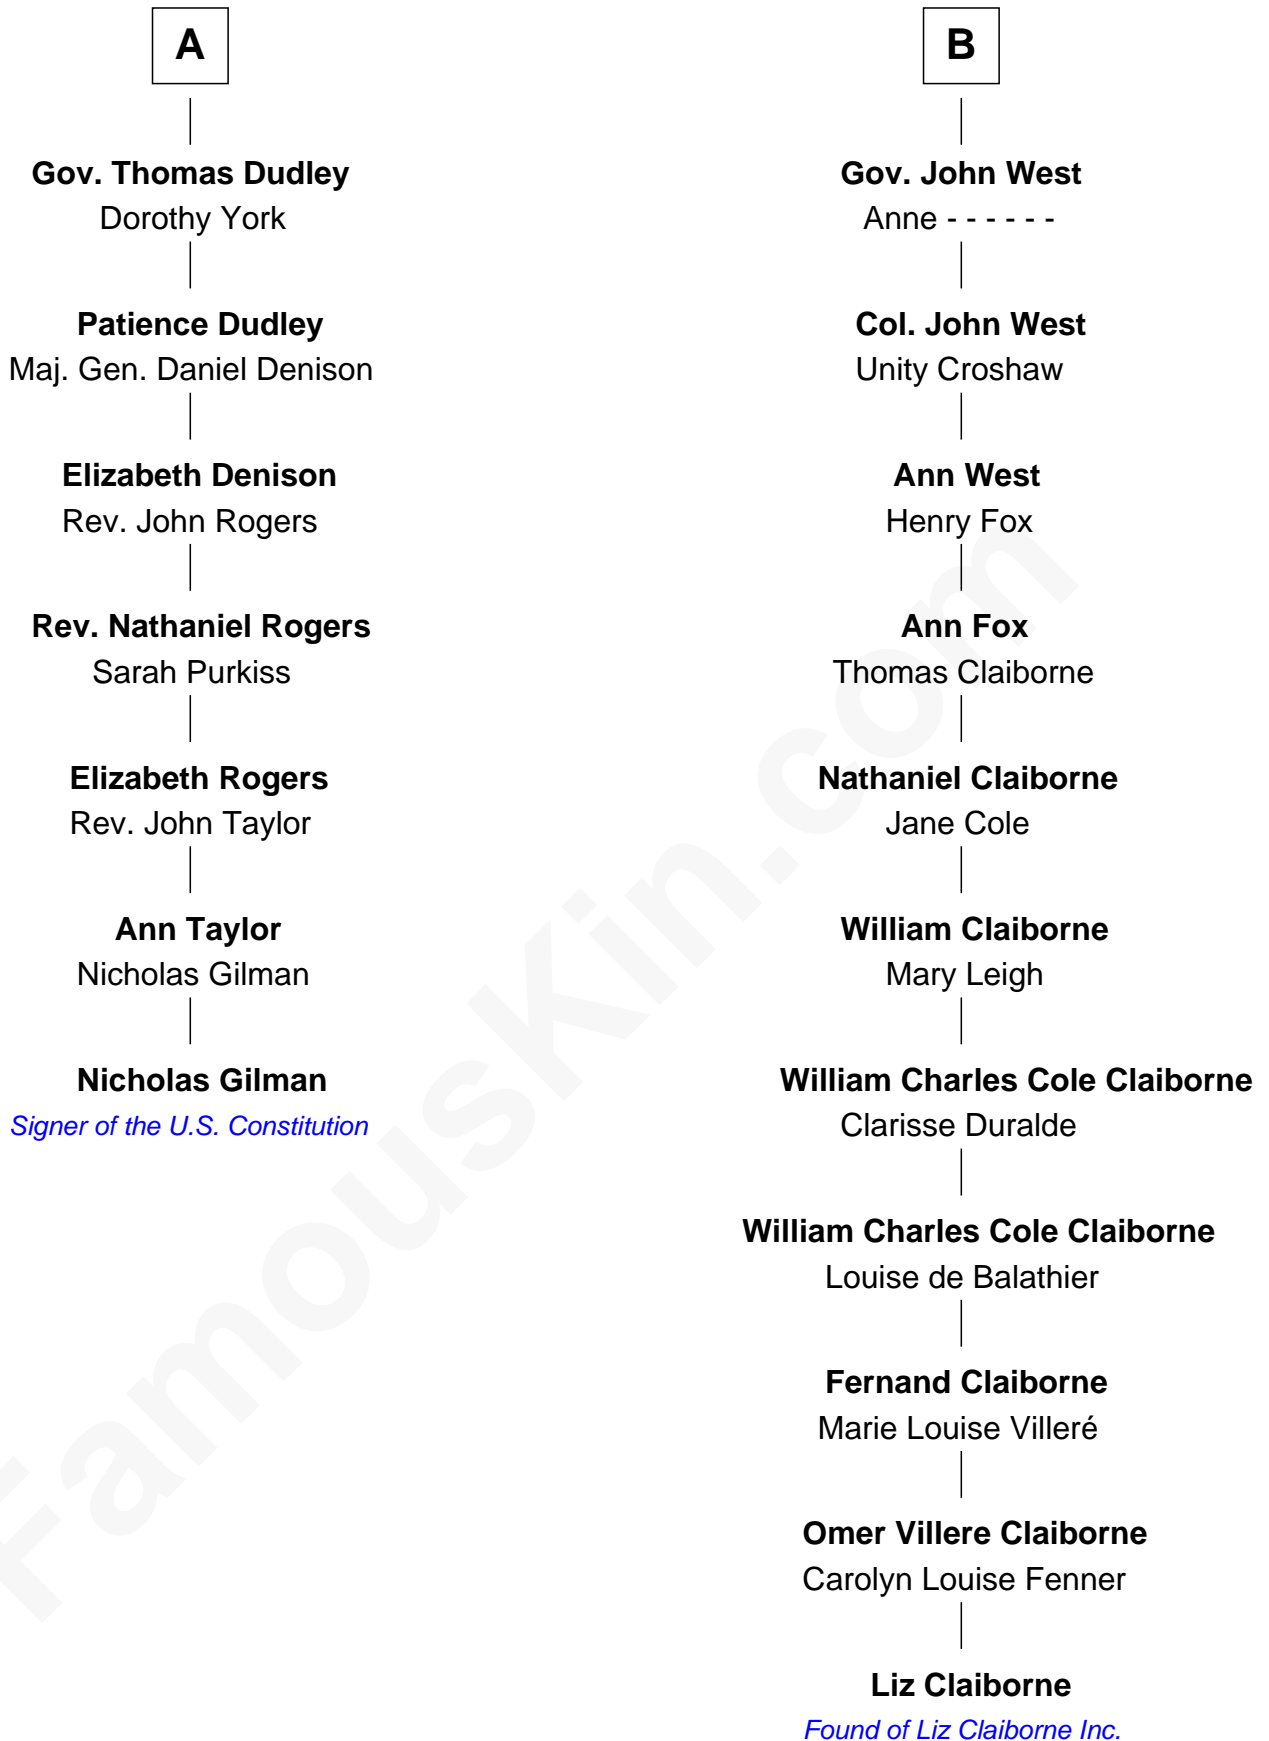 A
Gov. Thomas Dudley
Dorothy York
Patience Dudley
Maj. Gen. Daniel Denison
Elizabeth Denison
Rev. John Rogers
Rev. Nathaniel Rogers
Sarah Purkiss
Elizabeth Rogers
Rev. John Taylor
Ann Taylor
Nicholas Gilman
Nicholas Gilman
Signer of the U.S. Constitution
B
Gov. John West
Anne - - - - - -
Col. John West
Unity Croshaw
Ann West
Henry Fox
Ann Fox
Thomas Claiborne
Nathaniel Claiborne
Jane Cole
William Claiborne
Mary Leigh
William Charles Cole Claiborne
Clarisse Duralde
William Charles Cole Claiborne
Louise de Balathier
Fernand Claiborne
Marie Louise Villeré
Omer Villere Claiborne
Carolyn Louise Fenner
Liz Claiborne
Found of Liz Claiborne Inc.
FamousKin.com